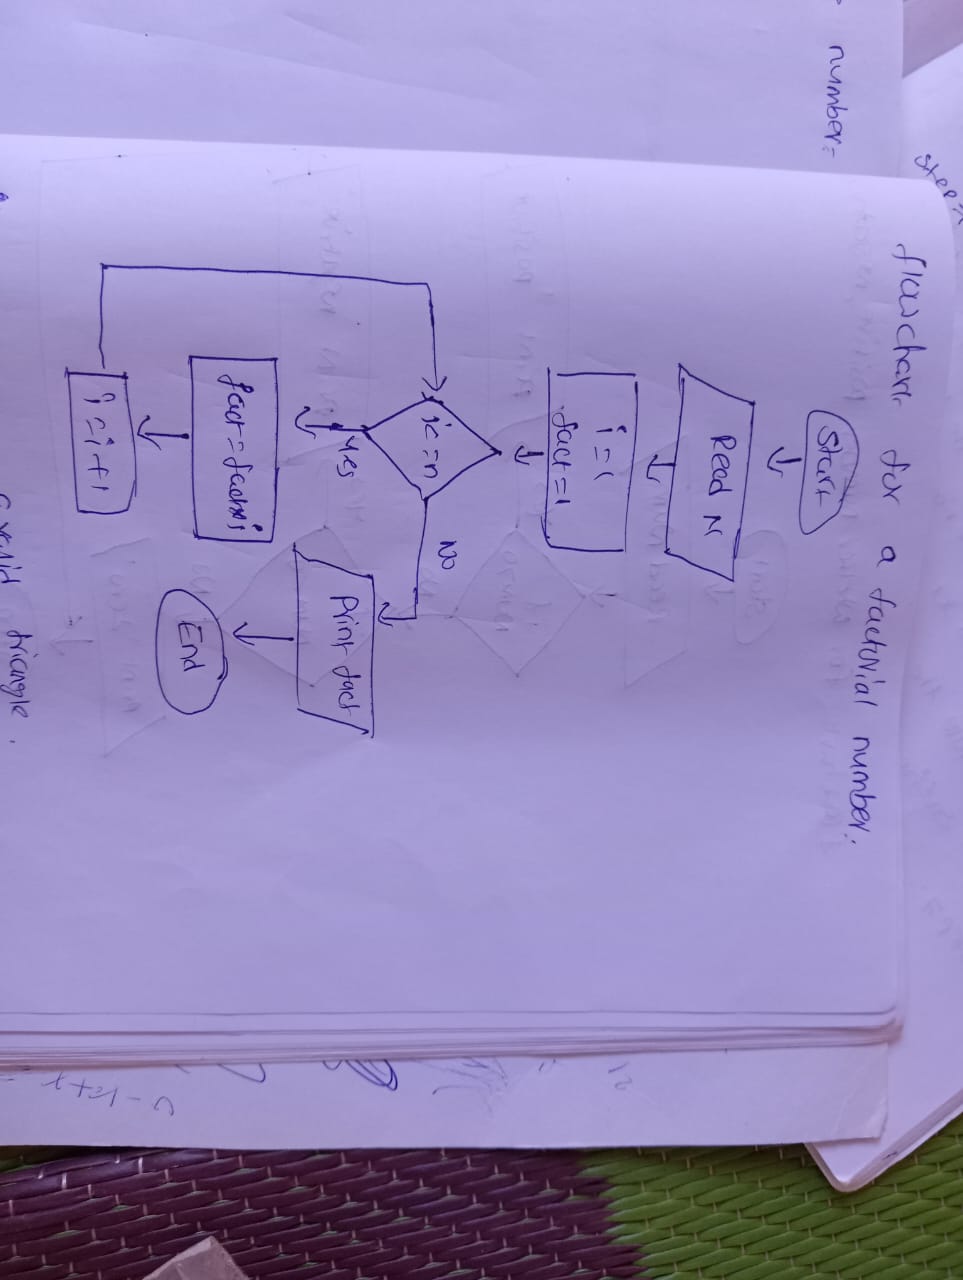 number:
step
flowchart for a factorial number:
Start
Read N
i=1
fact=1
i<=n
Yes
No
fact=fact*i
i=i+1
Print fact
End
valid triangle.